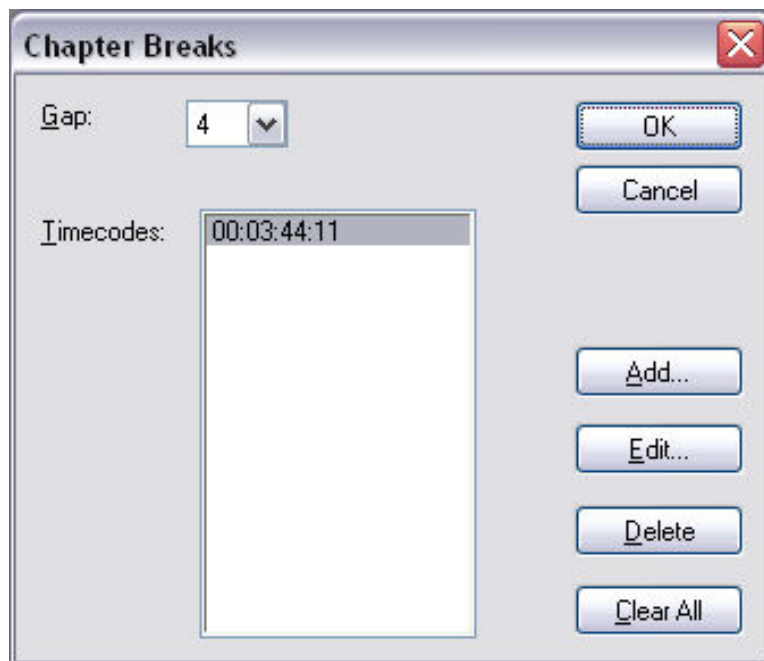 Chapter Breaks
Gap: 4
OK
Cancel
Timecodes: 00:03:44:11
Add...
Edit...
Delete
Clear All